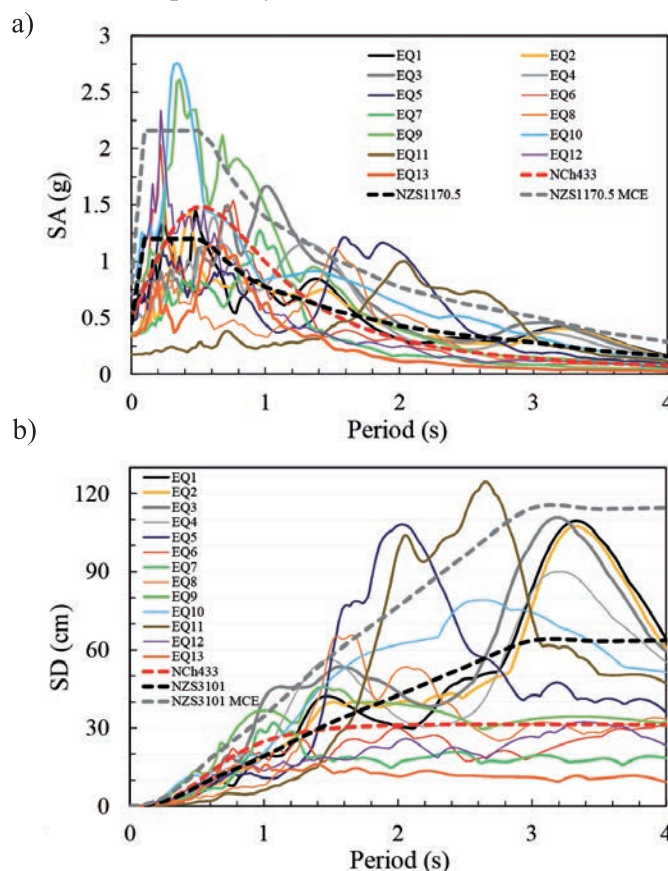 a)
3
2.5
2
1.5
1
0.5
0
SA (g)
EQ1 EQ2
EQ3 EQ4
EQ5 EQ6
EQ7 EQ8
EQ9 EQ10
EQ11 EQ12
EQ13 NCh433
NZS1170.5 NZS1170.5 MCE
0 1 2 3 4
Period (s)
b)
120
90
60
30
0
SD (cm)
EQ1
EQ2
EQ3
EQ4
EQ5
EQ6
EQ7
EQ8
EQ9
EQ10
EQ11
EQ12
EQ13
NCh433
NZS3101
NZS3101 MCE
0 1 2 3 4
Period (s)